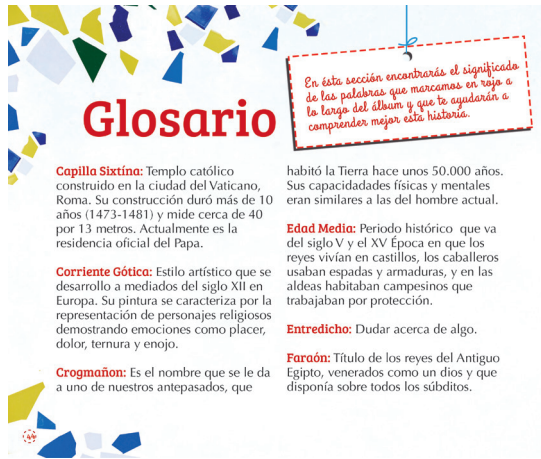 En ésta sección encontrarás el significado
de las palabras que marcamos en rojo a
lo largo del álbum y que te ayudarán a
comprender mejor esta historia.
Glosario
Capilla Sixtína: Templo católico
construido en la ciudad del Vaticano,
Roma. Su construcción duró más de 10
años (1473-1481) y mide cerca de 40
por 13 metros. Actualmente es la
residencia oficial del Papa.
Corriente Gótica: Estilo artístico que se
desarrollo a mediados del siglo XII en
Europa. Su pintura se caracteriza por la
representación de personajes religiosos
demostrando emociones como placer,
dolor, ternura y enojo.
Crogmañon: Es el nombre que se le da
a uno de nuestros antepasados, que
habitó la Tierra hace unos 50.000 años.
Sus capacidadades físicas y mentales
eran similares a las del hombre actual.
Edad Media: Periodo histórico que va
del siglo V y el XV Época en que los
reyes vivían en castillos, los caballeros
usaban espadas y armaduras, y en las
aldeas habitaban campesinos que
trabajaban por protección.
Entredicho: Dudar acerca de algo.
Faraón: Título de los reyes del Antiguo
Egipto, venerados como un dios y que
disponía sobre todos los súbditos.
44